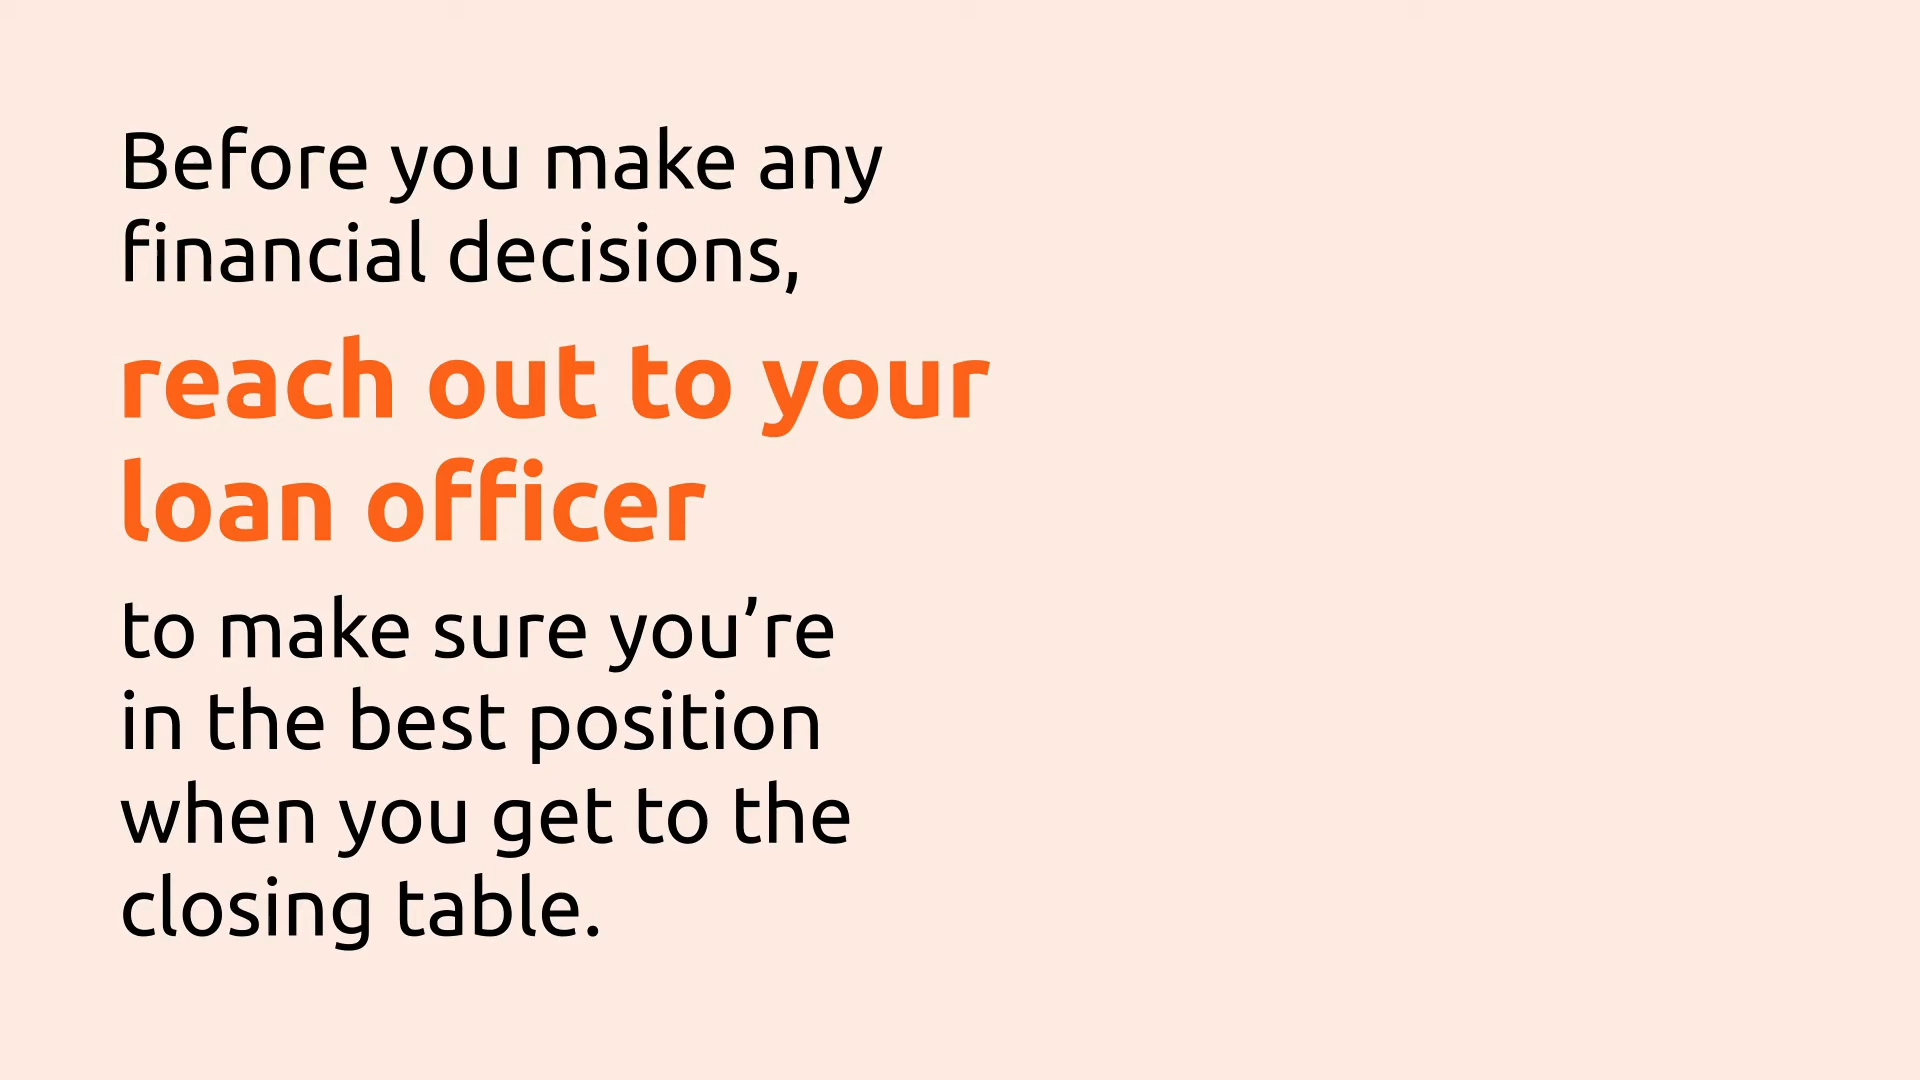 Before you make any
financial decisions,
reach out to your
loan officer
to make sure you’re
in the best position
when you get to the
closing table.